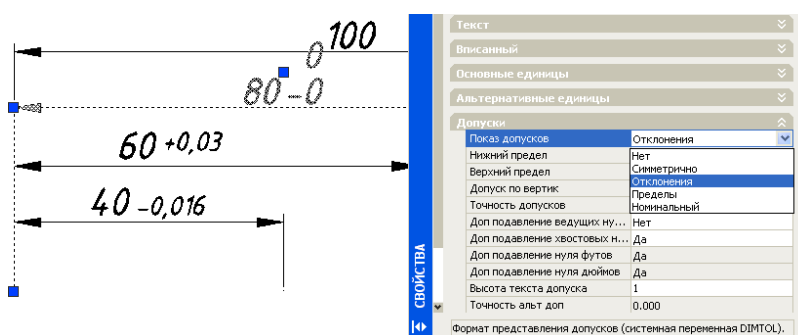 100
0
80-0
60 +0,03
40 -0,016
СВОЙСТВА
Текст
Вписанный
Основные единицы
Альтернативные единицы
Допуски
Показ допусков Отклонения
Нижний предел Нет
Верхний предел Симметрично
Допуск по вертик Отклонения
Точность допусков Пределы
Номинальный
Доп подавление ведущих ну... Нет
Доп подавление хвостовых н... Да
Доп подавление нуля футов Да
Доп подавление нуля дюймов Да
Высота текста допуска 1
Точность альт доп 0.000
Формат представления допусков (системная переменная DIMTOL).